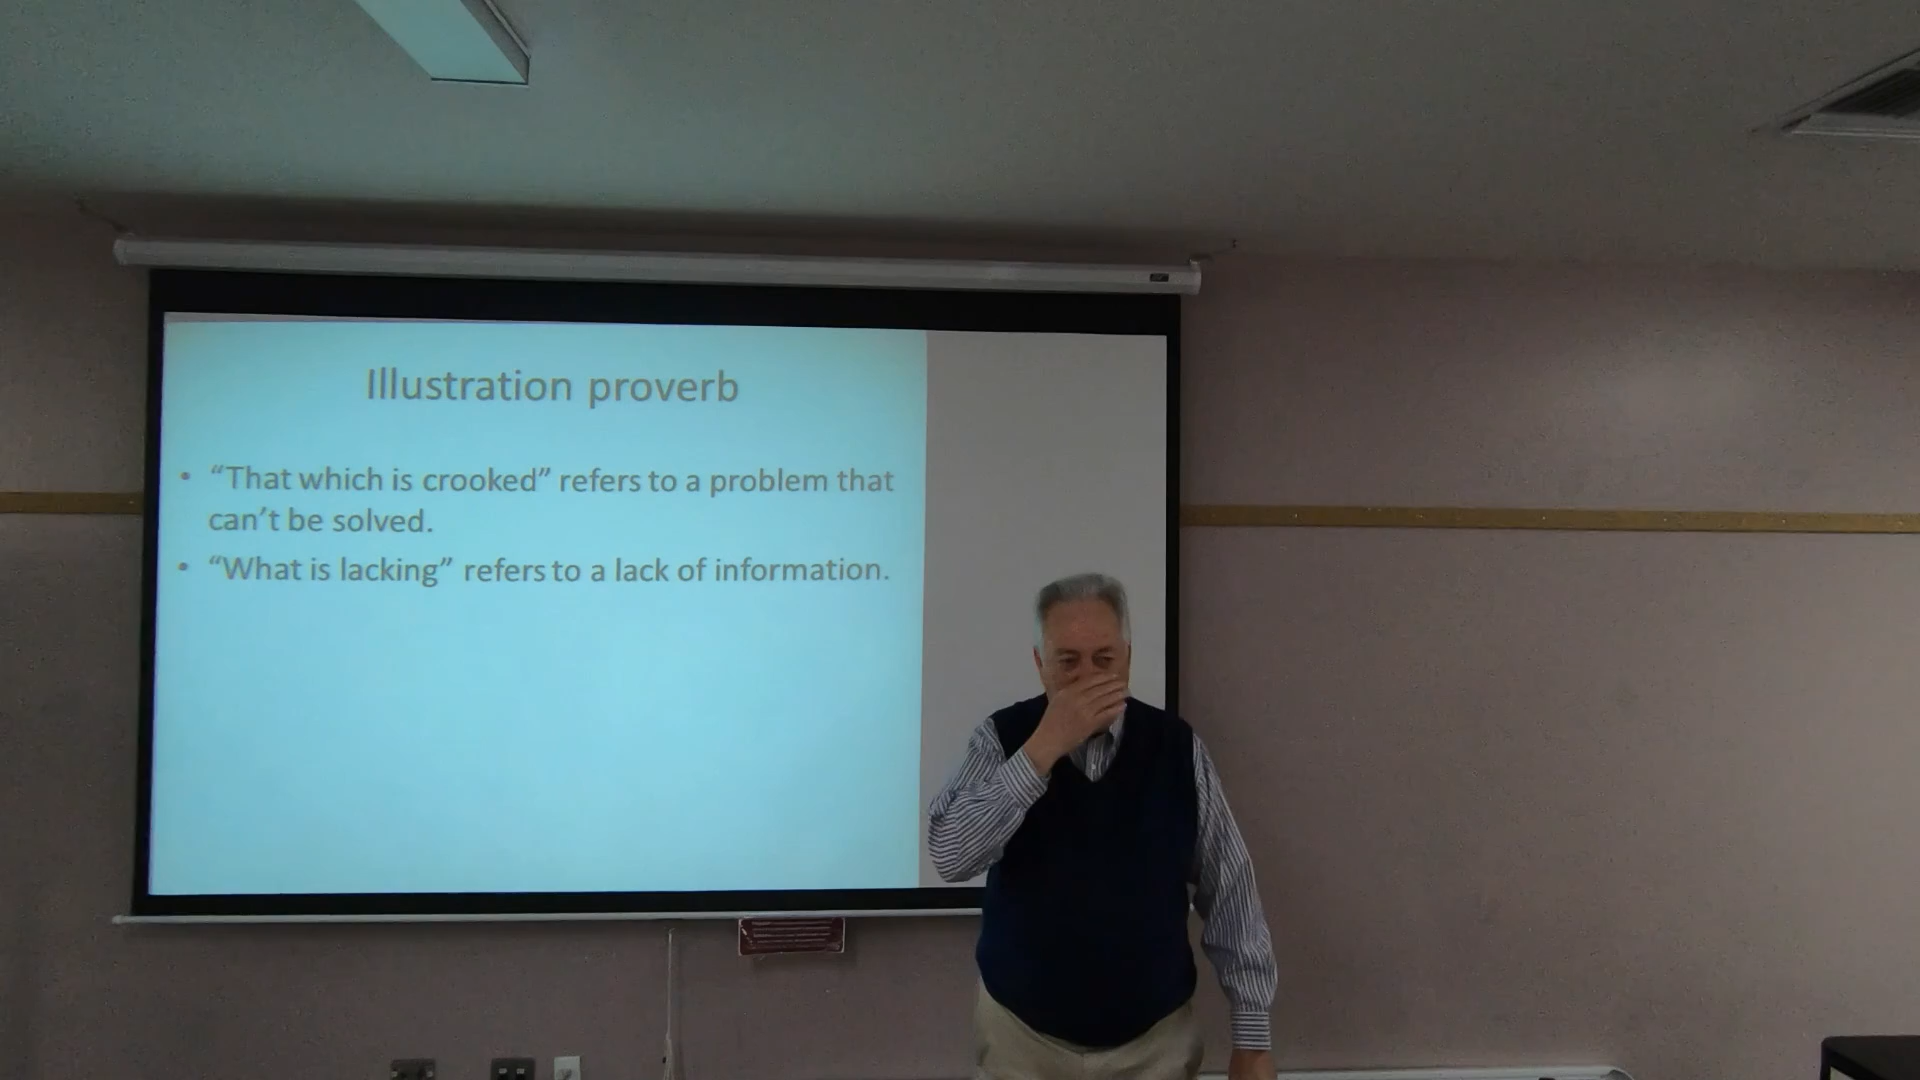 Illustration proverb
• “That which is crooked” refers to a problem that
can’t be solved.
• “What is lacking” refers to a lack of information.